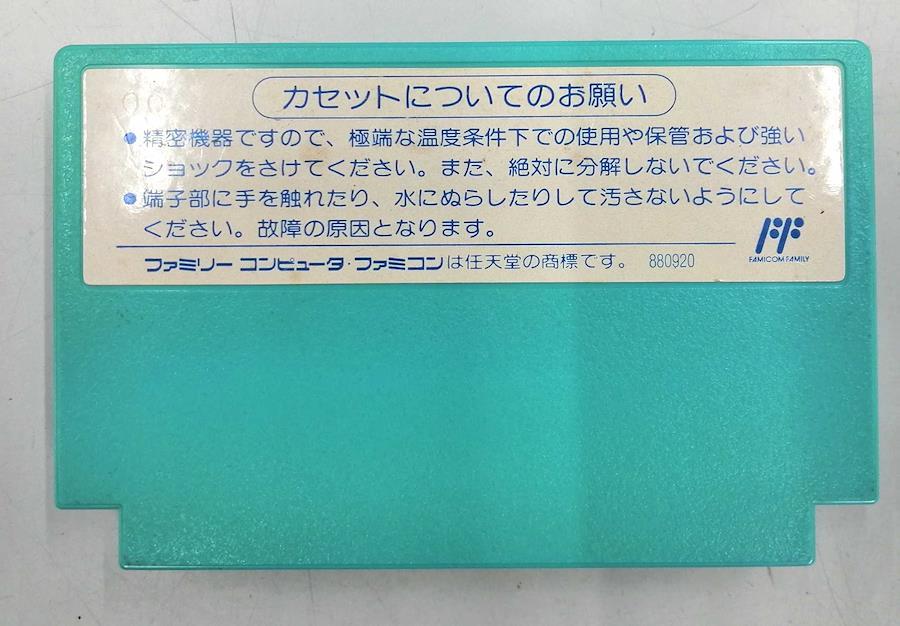 00
カセットについてのお願い
●精密機器ですので、極端な温度条件下での使用や保管および強い
ショックをさけてください。また、絶対に分解しないでください。
●端子部に手を触れたり、水にぬらしたりして汚さないようにして
ください。故障の原因となります。
ファミリーコンピュータ・ファミコンは任天堂の商標です。 880920
FF
FAMICOM FAMILY